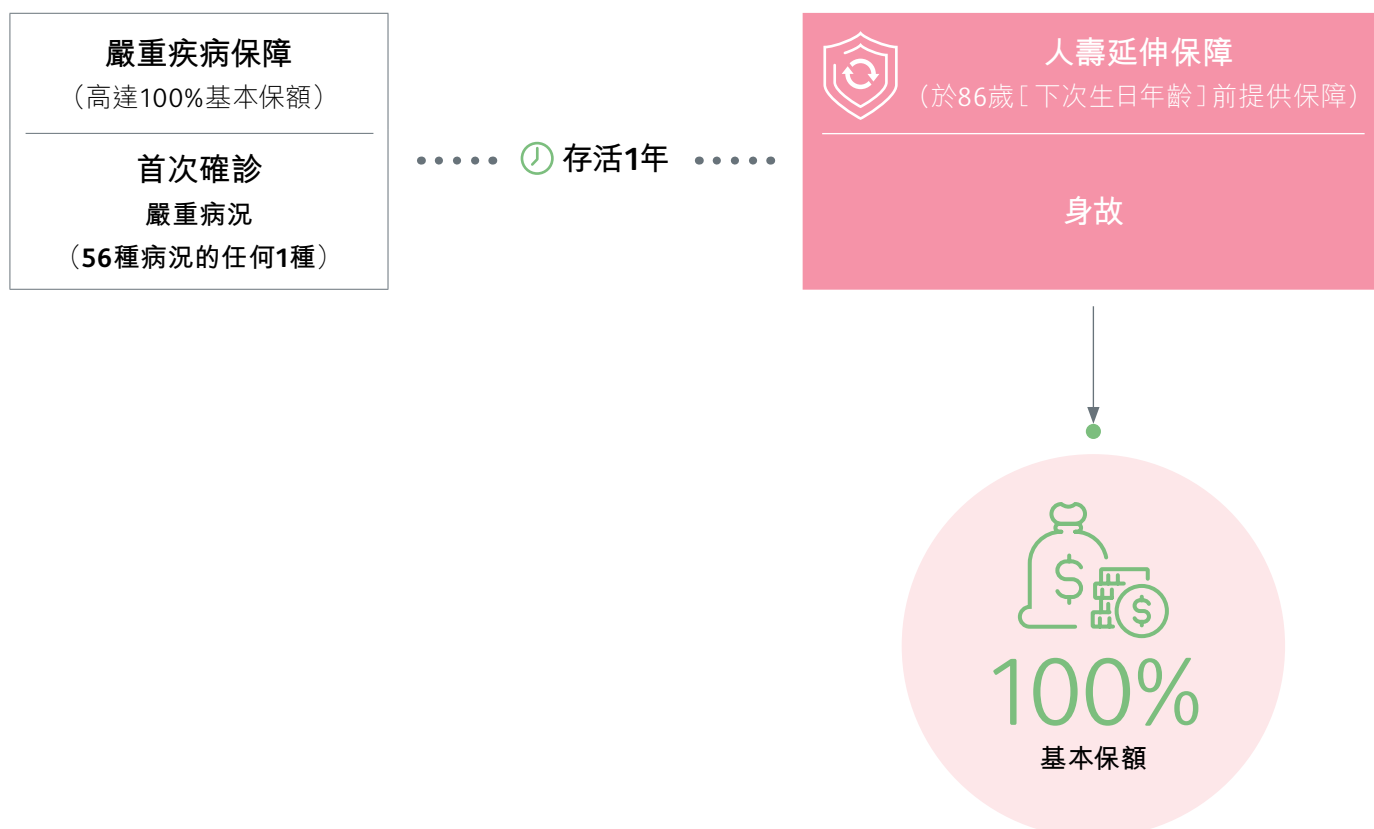 嚴重疾病保障
（高達100%基本保額）
首次確診
嚴重病況
（56種病況的任何1種）
存活1年
人壽延伸保障
（於86歲［下次生日年齡］前提供保障）
身故
100%
基本保額